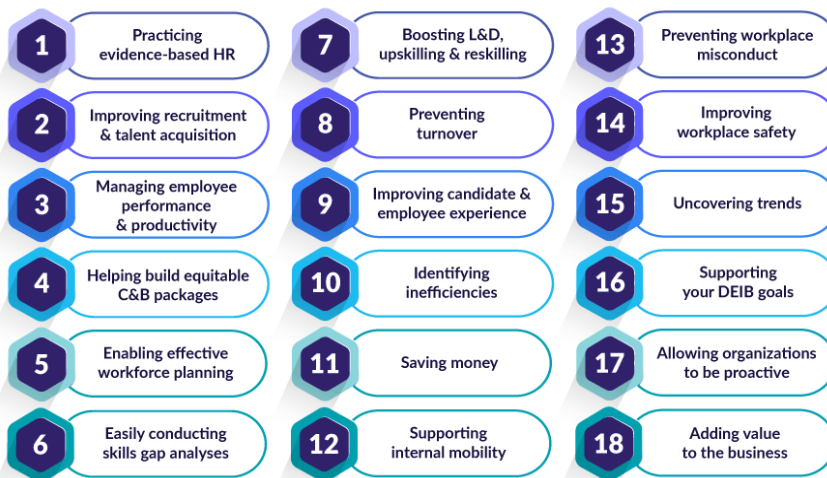 1
Practicing
evidence-based HR
2
Improving recruitment
& talent acquisition
3
Managing employee
performance
& productivity
4
Helping build equitable
C&B packages
5
Enabling effective
workforce planning
6
Easily conducting
skills gap analyses
7
Boosting L&D,
upskilling & reskilling
8
Preventing
turnover
9
Improving candidate &
employee experience
10
Identifying
inefficiencies
11
Saving money
12
Supporting
internal mobility
13
Preventing workplace
misconduct
14
Improving
workplace safety
15
Uncovering trends
16
Supporting
your DEIB goals
17
Allowing organizations
to be proactive
18
Adding value
to the business